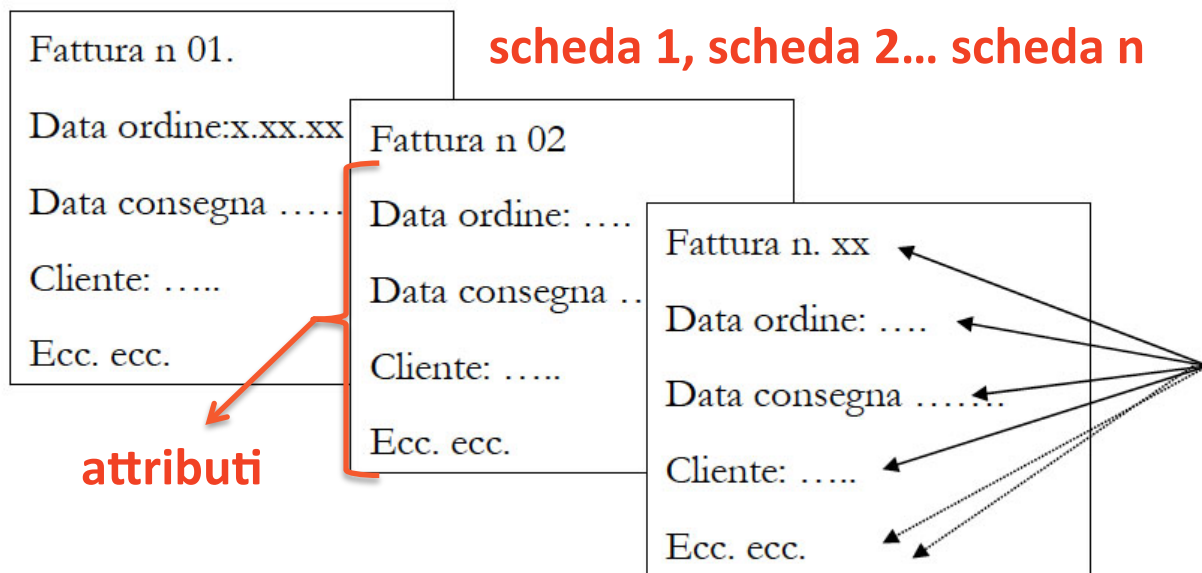 scheda 1, scheda 2... scheda n
Fattura n 01.
Data ordine:x.xx.xx
Data consegna .....
Cliente: .....
Ecc. ecc.
Fattura n 02
Data ordine: ....
Data consegna ..
Cliente: .....
Ecc. ecc.
Fattura n. xx
Data ordine: ....
Data consegna .......
Cliente: .....
Ecc. ecc.
attributi